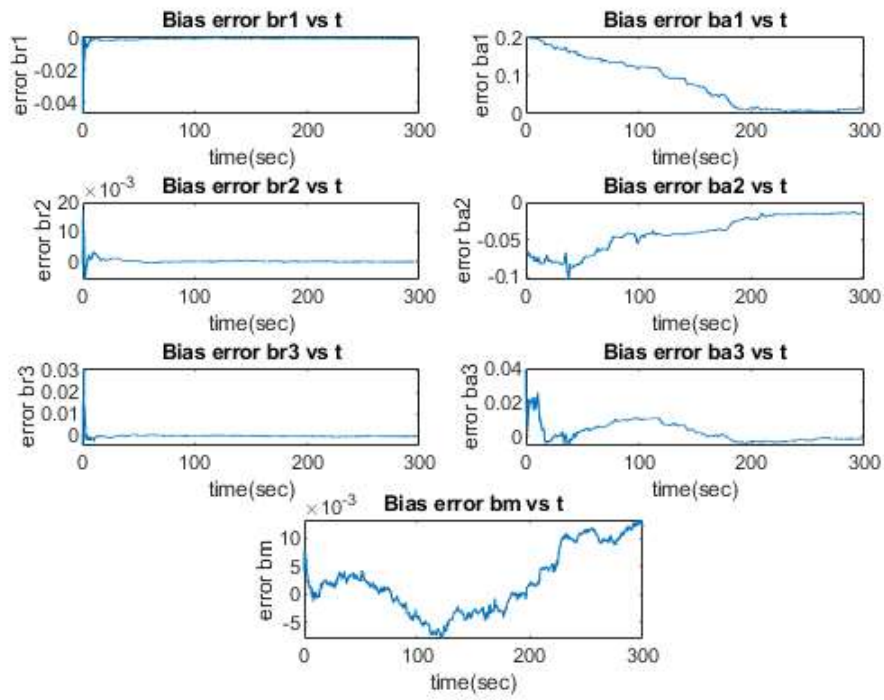 Bias error br1 vs t
0
-0.02
-0.04
error br1
0 100 200 300
time(sec)
Bias error ba1 vs t
0.2
0.1
0
error ba1
0 100 200 300
time(sec)
Bias error br2 vs t
×10-3
20
10
0
error br2
0 100 200 300
time(sec)
Bias error ba2 vs t
0
-0.05
-0.1
error ba2
0 100 200 300
time(sec)
Bias error br3 vs t
0.03
0.02
0.01
0
error br3
0 100 200 300
time(sec)
Bias error ba3 vs t
0.04
0.02
0
error ba3
0 100 200 300
time(sec)
Bias error bm vs t
×10-3
10
5
0
-5
error bm
0 100 200 300
time(sec)